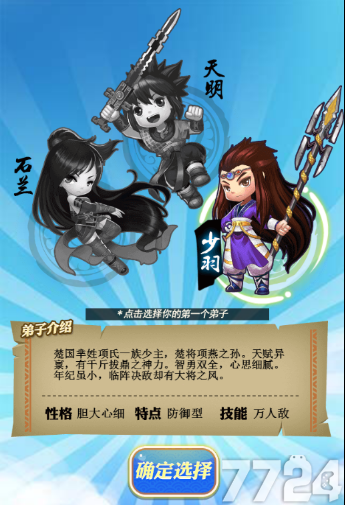 天明
石兰
少羽
*点击选择你的第一个弟子
弟子介绍
楚国芈姓项氏一族少主，楚将项燕之孙。天赋异
禀，有千斤拔鼎之神力。智勇双全，心思细腻。
年纪虽小，临阵决敌却有大将之风。
性格 胆大心细 特点 防御型 技能 万人敌
确定选择
7724